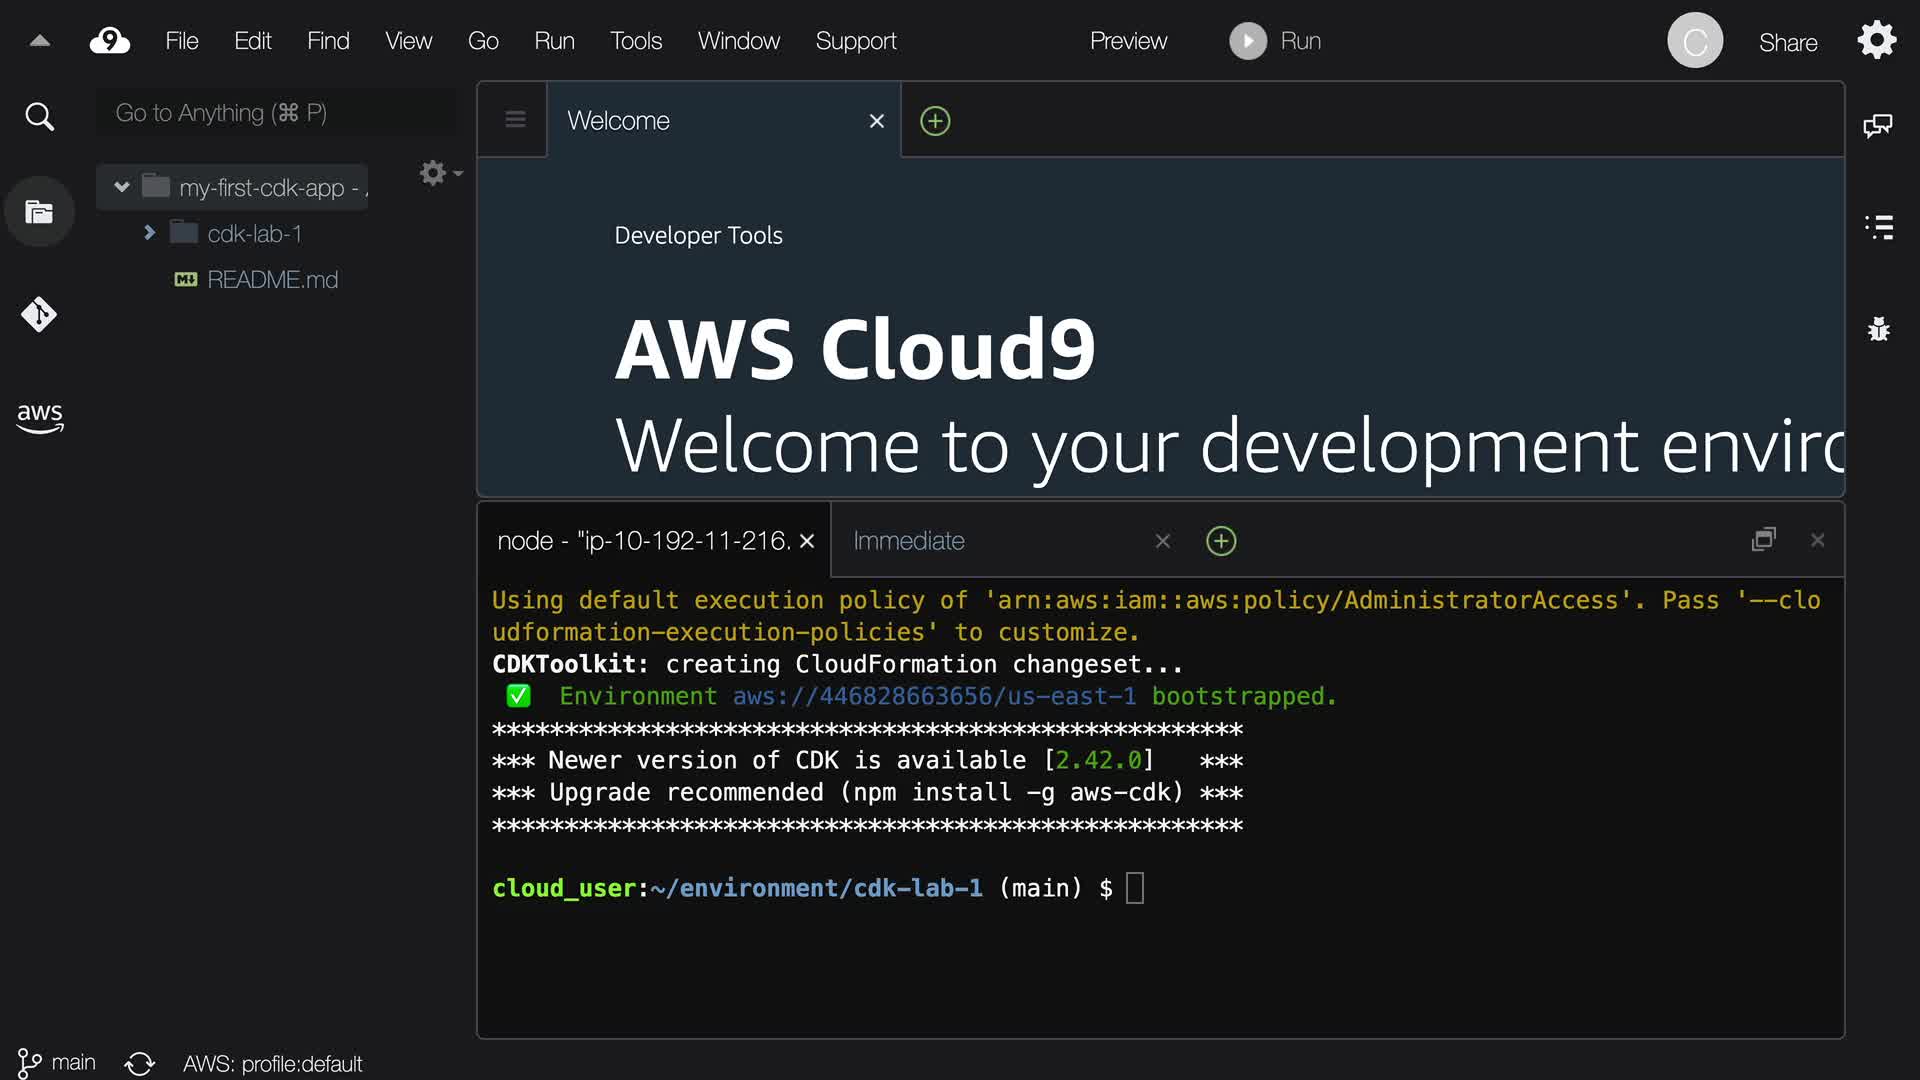 9 File Edit Find View Go Run Tools Window Support Preview Run C Share
Go to Anything (⌘ P)
my-first-cdk-app -
cdk-lab-1
M↓ README.md
aws
Welcome
Developer Tools
AWS Cloud9
Welcome to your development enviro
node - "ip-10-192-11-216. Immediate
Using default execution policy of 'arn:aws:iam::aws:policy/AdministratorAccess'. Pass '--clo
udformation-execution-policies' to customize.
CDKToolkit: creating CloudFormation changeset...
✅ Environment aws://446828663656/us-east-1 bootstrapped.
****************************************************
*** Newer version of CDK is available [2.42.0]   ***
*** Upgrade recommended (npm install -g aws-cdk) ***
****************************************************
cloud_user:~/environment/cdk-lab-1 (main) $
main AWS: profile:default